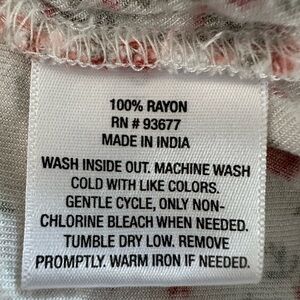 100% RAYON
RN # 93677
MADE IN INDIA
WASH INSIDE OUT. MACHINE WASH
COLD WITH LIKE COLORS.
GENTLE CYCLE, ONLY NON-
CHLORINE BLEACH WHEN NEEDED.
TUMBLE DRY LOW. REMOVE
PROMPTLY. WARM IRON IF NEEDED.